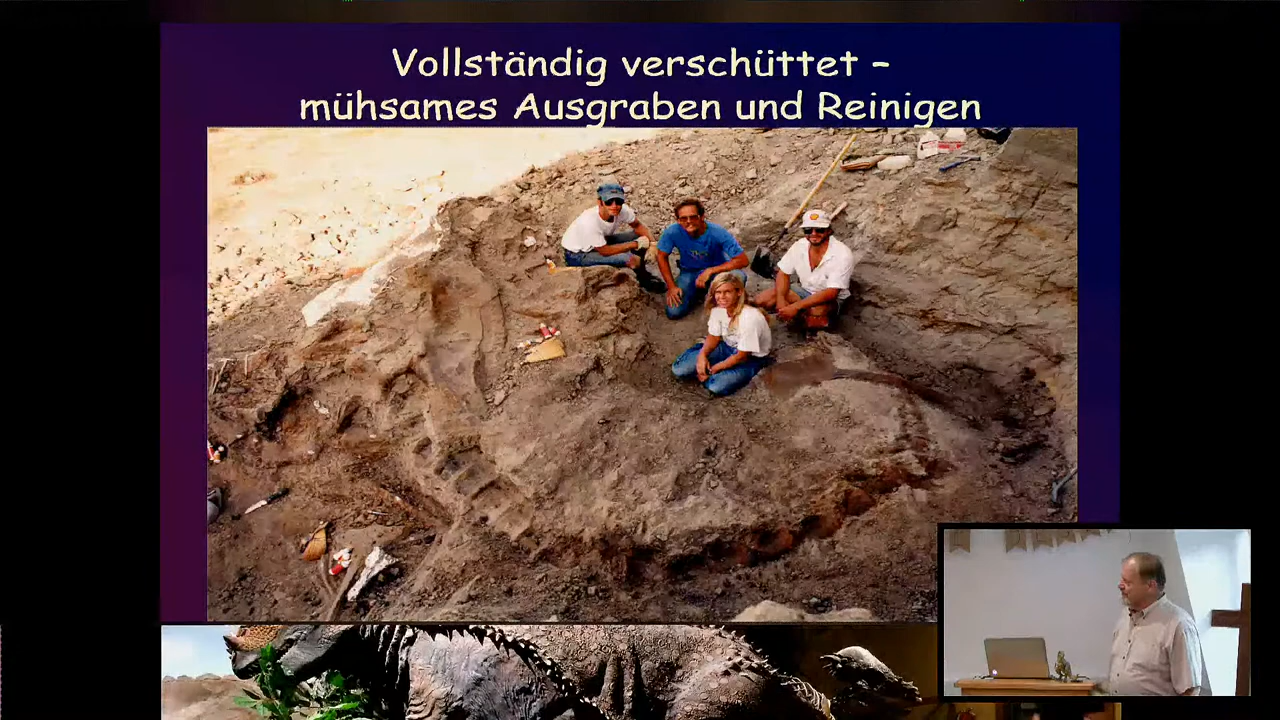 Vollständig verschüttet –
mühsames Ausgraben und Reinigen